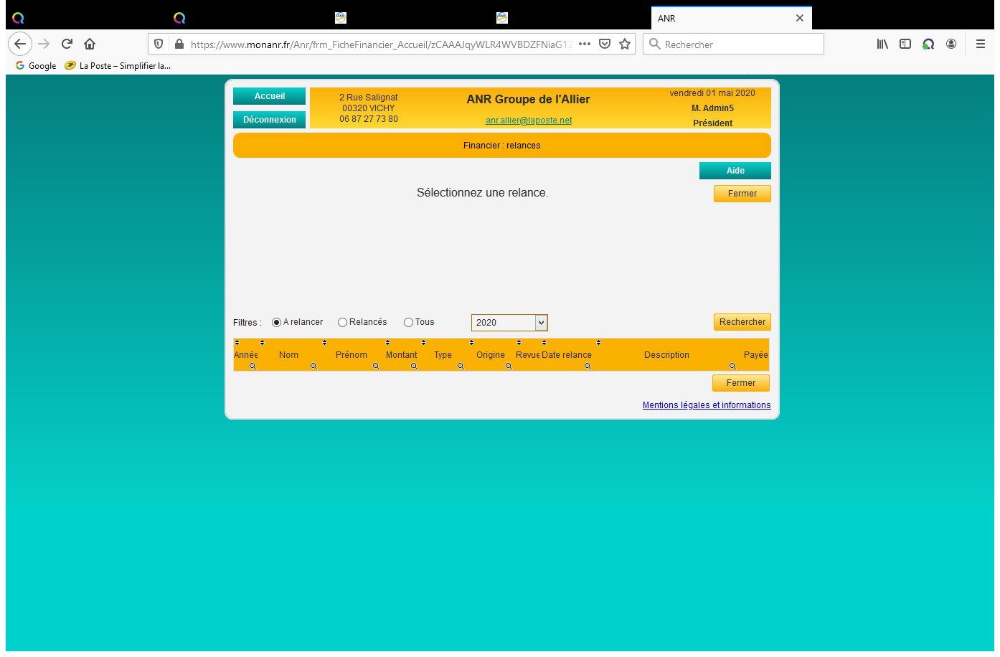 ANR
https://www.monanr.fr/Anr/frm_FicheFinancier_Accueil/zCAAAJqyWLR4WVBDZFNiaG12
Rechercher
Google
La Poste – Simplifier la...
Accueil
Déconnexion
2 Rue Salignat
00320 VICHY
06 87 27 73 80
ANR Groupe de l'Allier
anr.allier@laposte.net
vendredi 01 mai 2020
M. Admin5
Président
Financier : relances
Aide
Sélectionnez une relance.
Fermer
Filtres : A relancer Relancés Tous 2020 Rechercher
Année Nom Prénom Montant Type Origine Revue Date relance Description Payée
Fermer
Mentions légales et informations